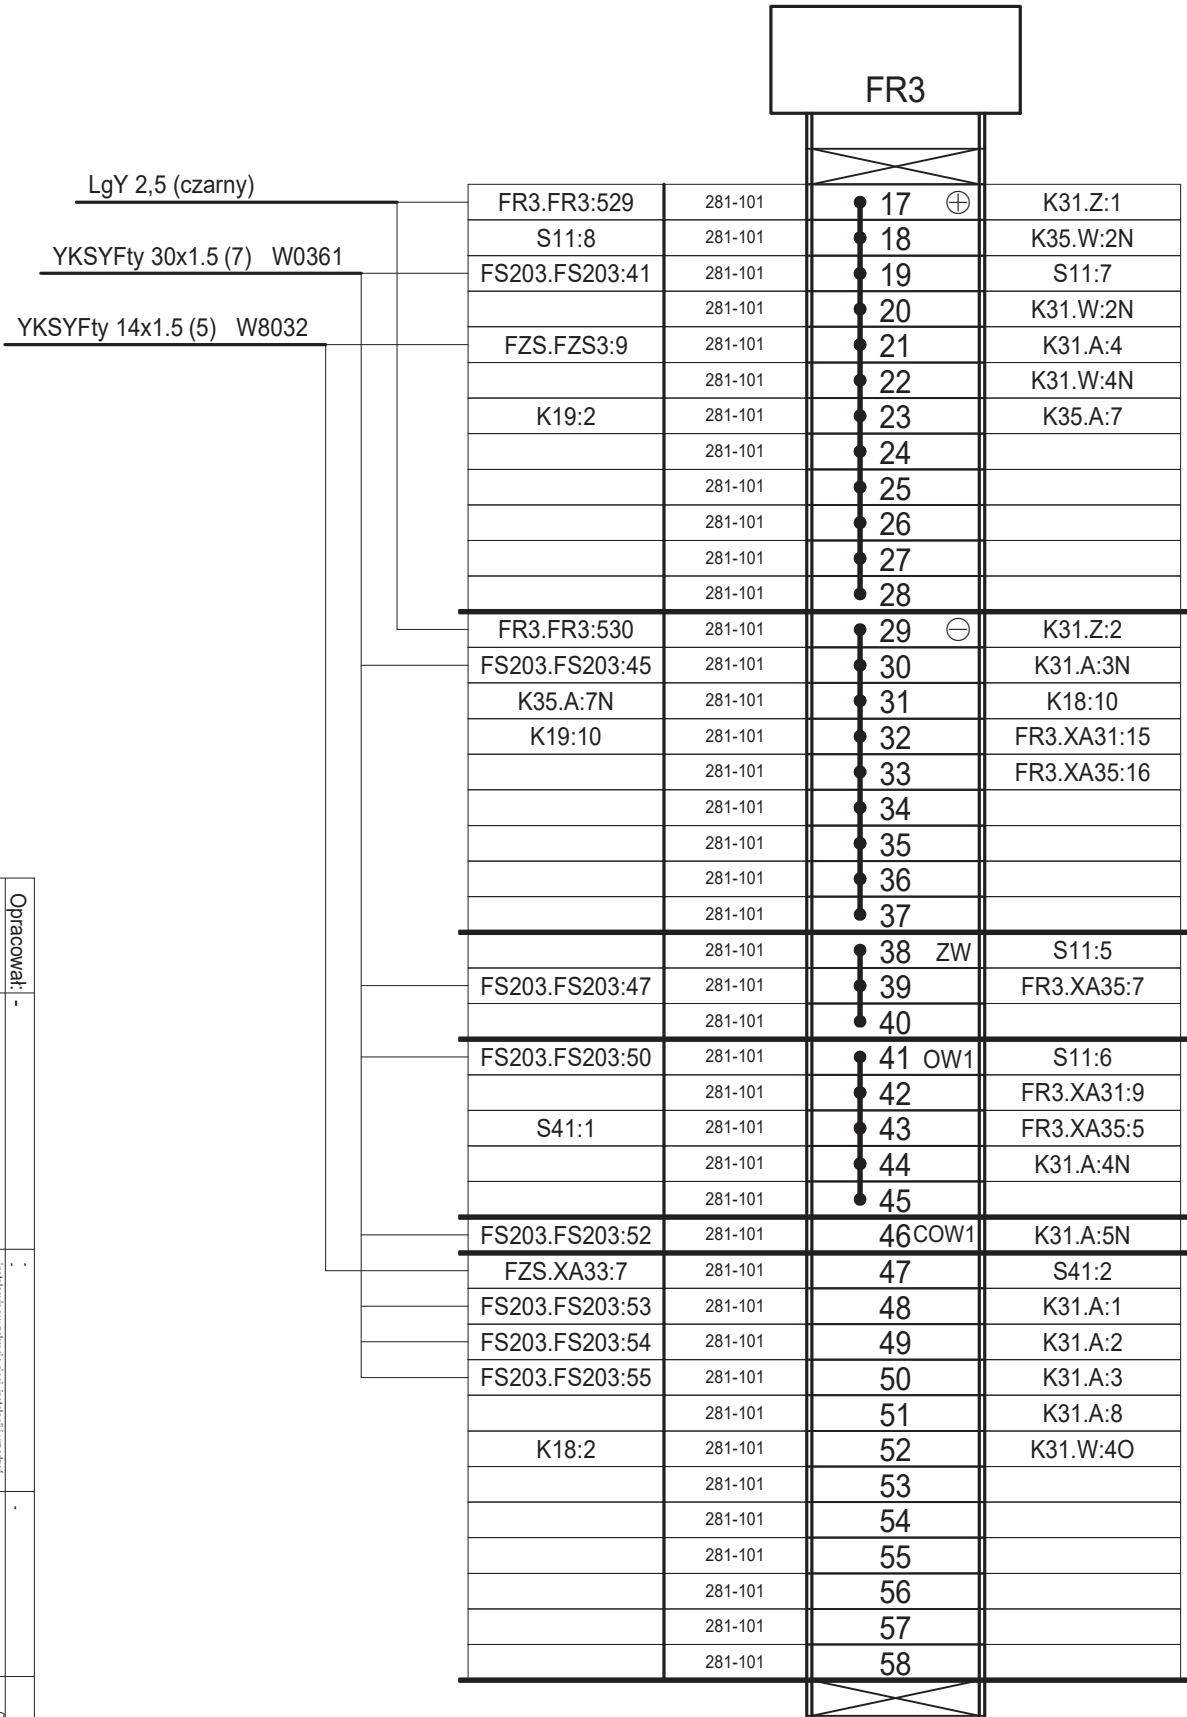 FR3
LgY 2,5 (czarny)
YKSYFty 30x1.5 (7) W0361
YKSYFty 14x1.5 (5) W8032
FR3.FR3:529 281-101 17 ⊕ K31.Z:1
S11:8 281-101 18 K35.W:2N
FS203.FS203:41 281-101 19 S11:7
281-101 20 K31.W:2N
FZS.FZS3:9 281-101 21 K31.A:4
281-101 22 K31.W:4N
K19:2 281-101 23 K35.A:7
281-101 24
281-101 25
281-101 26
281-101 27
281-101 28
FR3.FR3:530 281-101 29 ⊖ K31.Z:2
FS203.FS203:45 281-101 30 K31.A:3N
K35.A:7N 281-101 31 K18:10
K19:10 281-101 32 FR3.XA31:15
281-101 33 FR3.XA35:16
281-101 34
281-101 35
281-101 36
281-101 37
281-101 38 ZW S11:5
FS203.FS203:47 281-101 39 FR3.XA35:7
281-101 40
FS203.FS203:50 281-101 41 OW1 S11:6
281-101 42 FR3.XA31:9
S41:1 281-101 43 FR3.XA35:5
281-101 44 K31.A:4N
281-101 45
FS203.FS203:52 281-101 46 COW1 K31.A:5N
FZS.XA33:7 281-101 47 S41:2
FS203.FS203:53 281-101 48 K31.A:1
FS203.FS203:54 281-101 49 K31.A:2
FS203.FS203:55 281-101 50 K31.A:3
281-101 51 K31.A:8
K18:2 281-101 52 K31.W:4O
281-101 53
281-101 54
281-101 55
281-101 56
281-101 57
281-101 58
Opracował: -